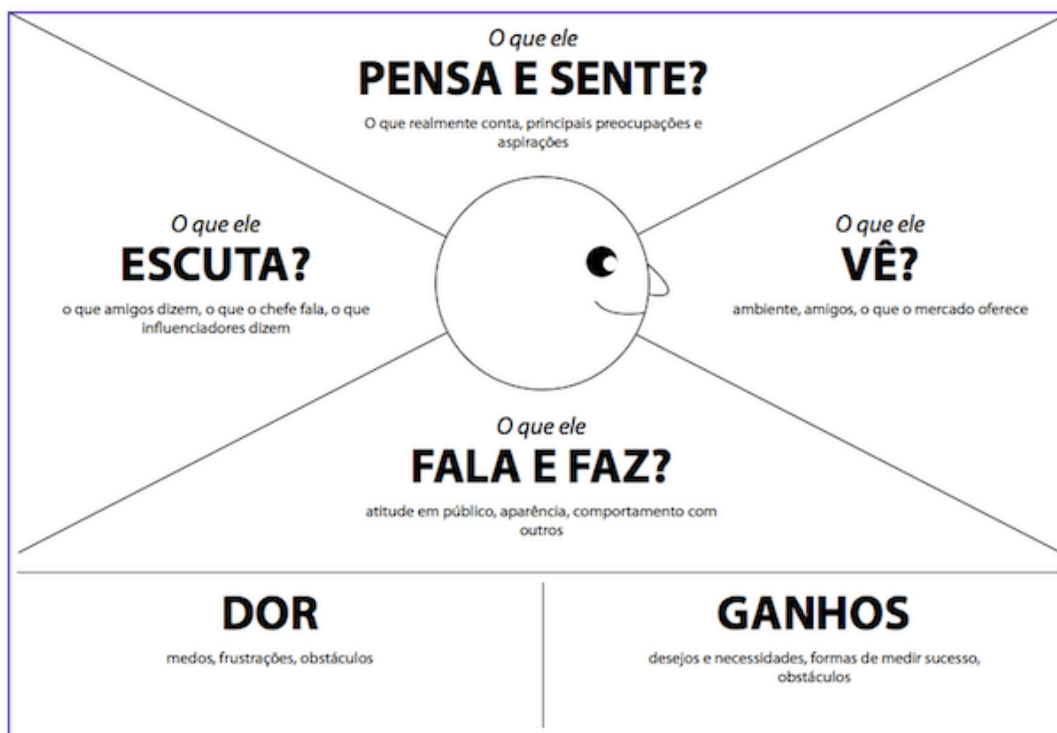 O que ele
PENSA E SENTE?
O que realmente conta, principais preocupações e
aspirações
O que ele
ESCUTA?
o que amigos dizem, o que o chefe fala, o que
influenciadores dizem
O que ele
VÊ?
ambiente, amigos, o que o mercado oferece
O que ele
FALA E FAZ?
atitude em público, aparência, comportamento com
outros
DOR
medos, frustrações, obstáculos
GANHOS
desejos e necessidades, formas de medir sucesso,
obstáculos